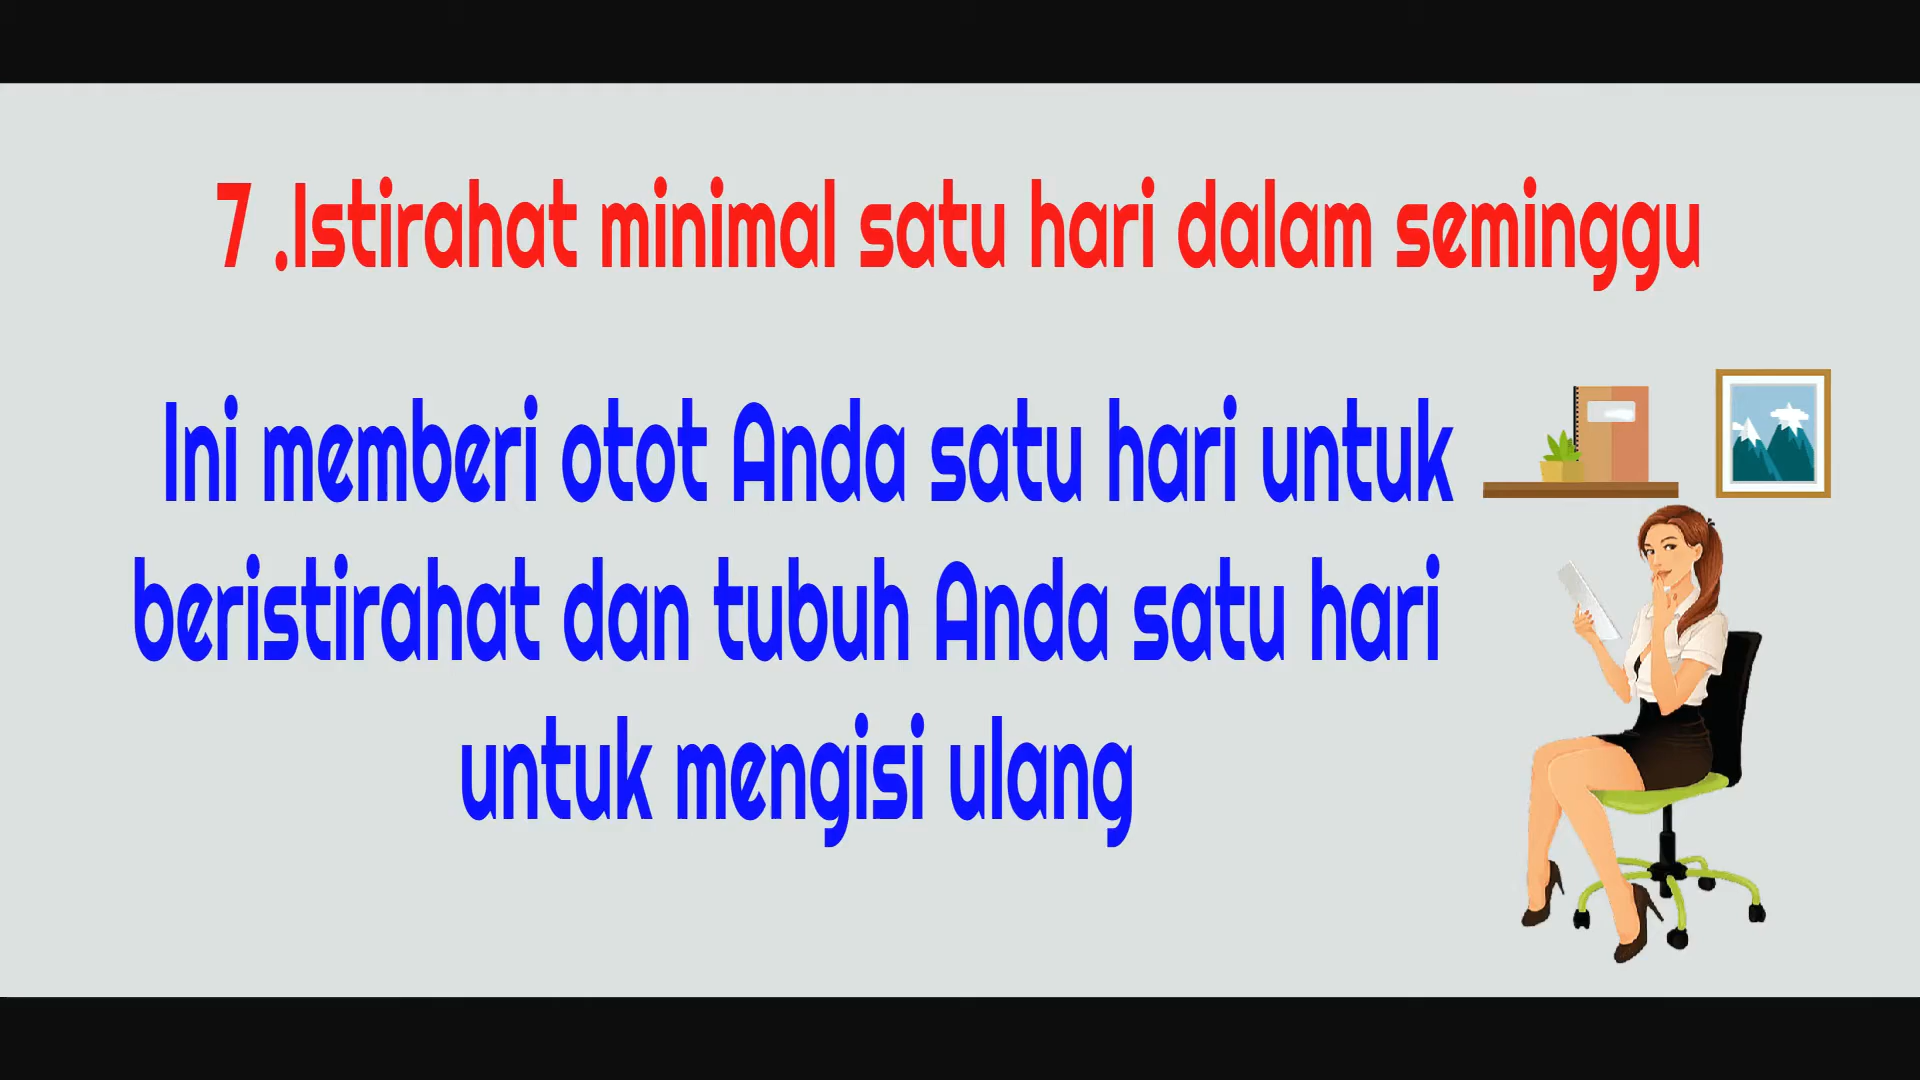 7 .Istirahat minimal satu hari dalam seminggu
Ini memberi otot Anda satu hari untuk
beristirahat dan tubuh Anda satu hari
untuk mengisi ulang